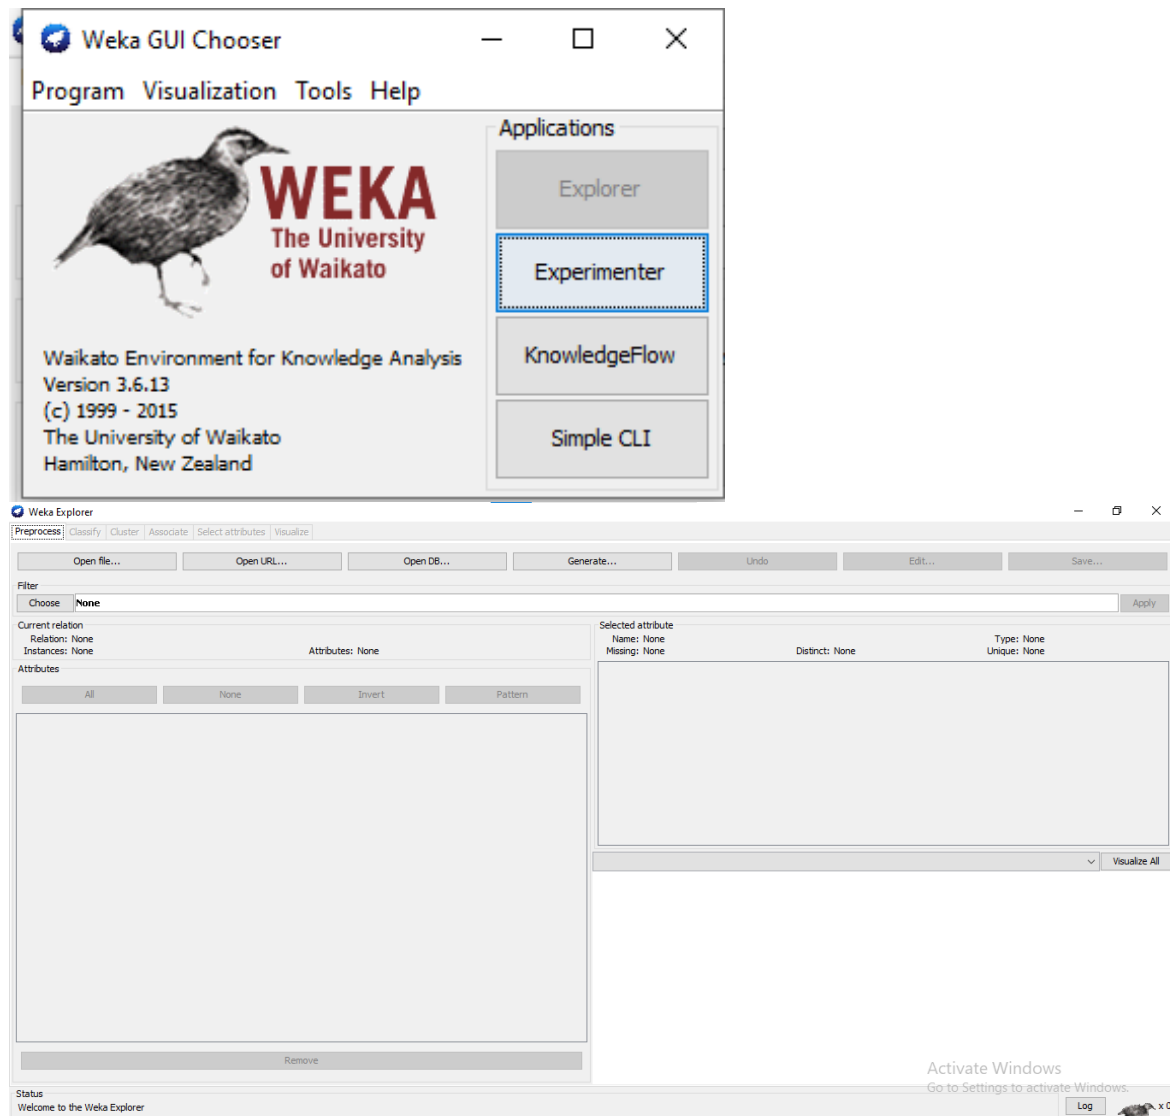 Weka GUI Chooser
Program Visualization Tools Help
Applications
Explorer
WEKA
The University
of Waikato
Experimenter
KnowledgeFlow
Simple CLI
Waikato Environment for Knowledge Analysis
Version 3.6.13
(c) 1999 - 2015
The University of Waikato
Hamilton, New Zealand
Weka Explorer
Preprocess Classify Cluster Associate Select attributes Visualize
Open file... Open URL... Open DB... Generate... Undo Edit... Save...
Filter
Choose None Apply
Current relation
Relation: None
Instances: None Attributes: None
Selected attribute
Name: None Type: None
Missing: None Distinct: None Unique: None
Attributes
All None Invert Pattern
Visualize All
Remove
Activate Windows
Go to Settings to activate Windows.
Status
Welcome to the Weka Explorer
Log x 0